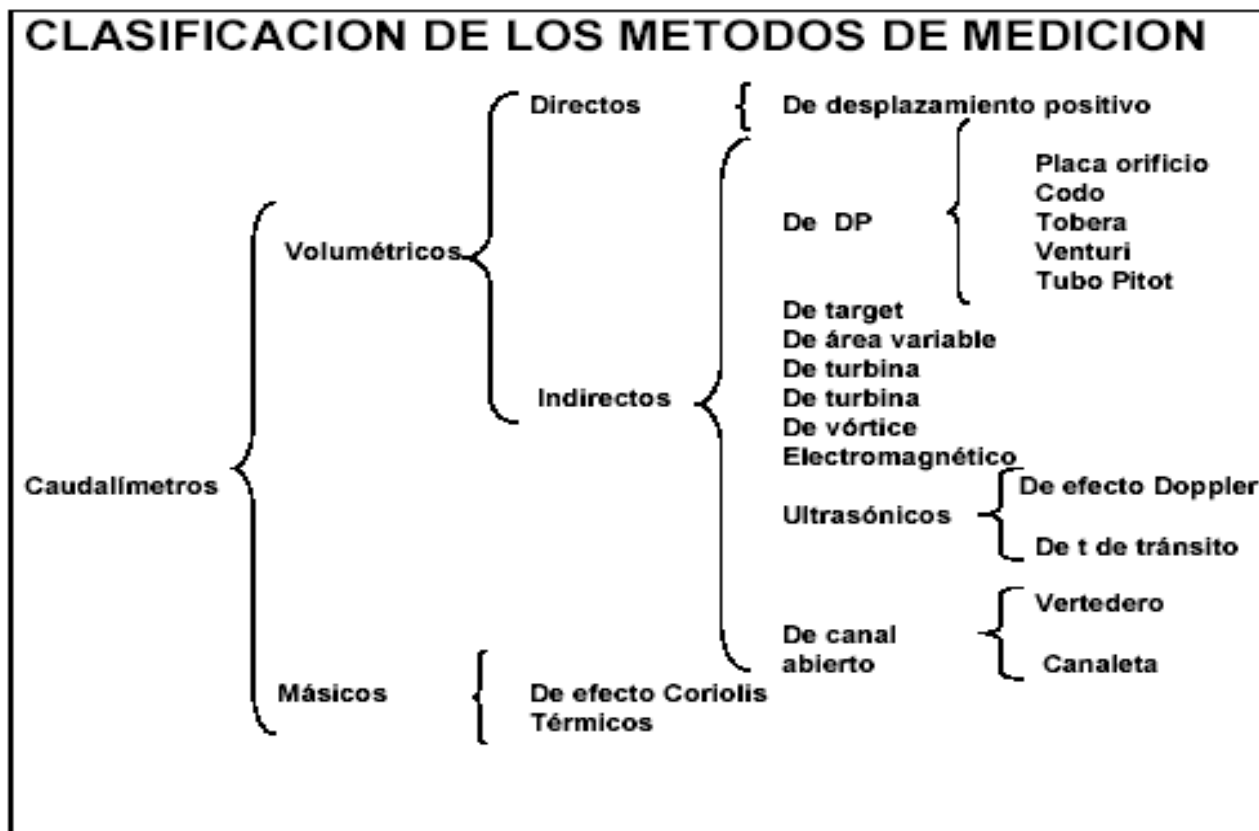 CLASIFICACION DE LOS METODOS DE MEDICION
Directos
De desplazamiento positivo
Placa orificio
Codo
De DP
Tobera
Volumétricos
Venturi
Tubo Pitot
De target
De área variable
De turbina
Indirectos
De turbina
De vórtice
Electromagnético
Caudalímetros
De efecto Doppler
Ultrasónicos
De t de tránsito
Vertedero
De canal
abierto
Canaleta
Másicos
De efecto Coriolis
Térmicos